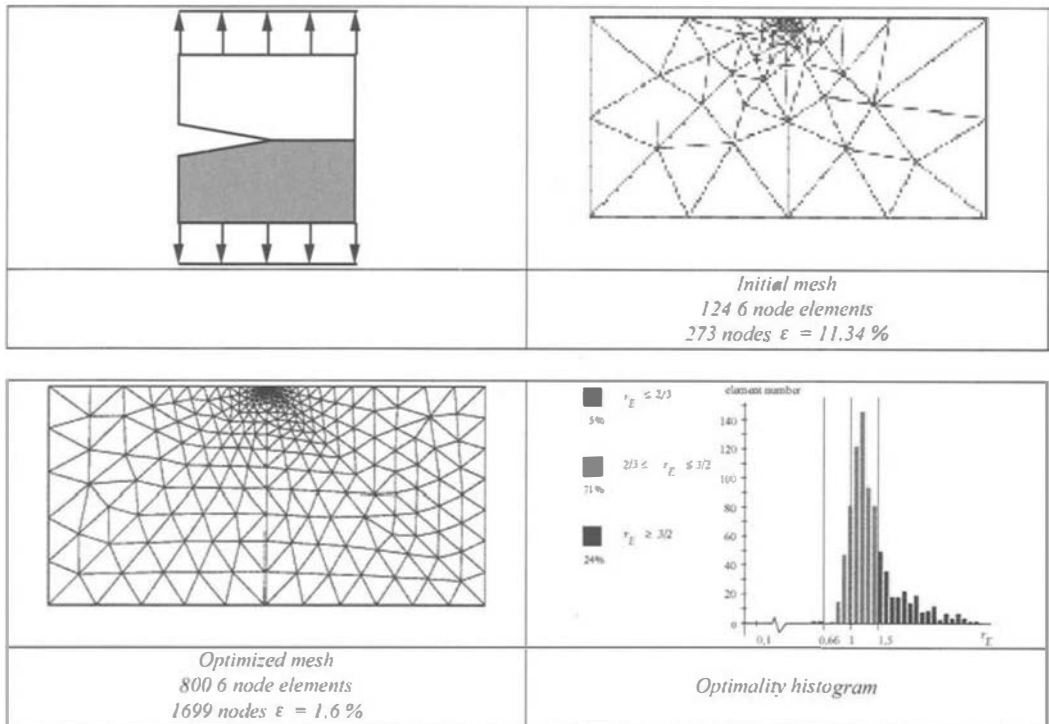 Initial mesh
124 6 node elements
273 nodes ε = 11.34 %
r_E ≤ 2/3
5%
2/3 ≤ r_E ≤ 3/2
71%
r_E ≥ 3/2
24%
element number
140
120
100
80
60
40
20
0
0,1
0,66
1
1,5
r_E
Optimized mesh
800 6 node elements
1699 nodes ε = 1.6 %
Optimality histogram